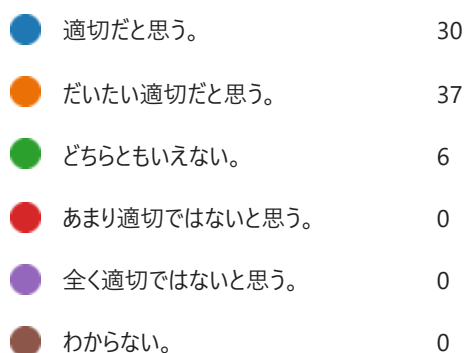 適切だと思う。 30
だいたい適切だと思う。 37
どちらともいえない。 6
あまり適切ではないと思う。 0
全く適切ではないと思う。 0
わからない。 0